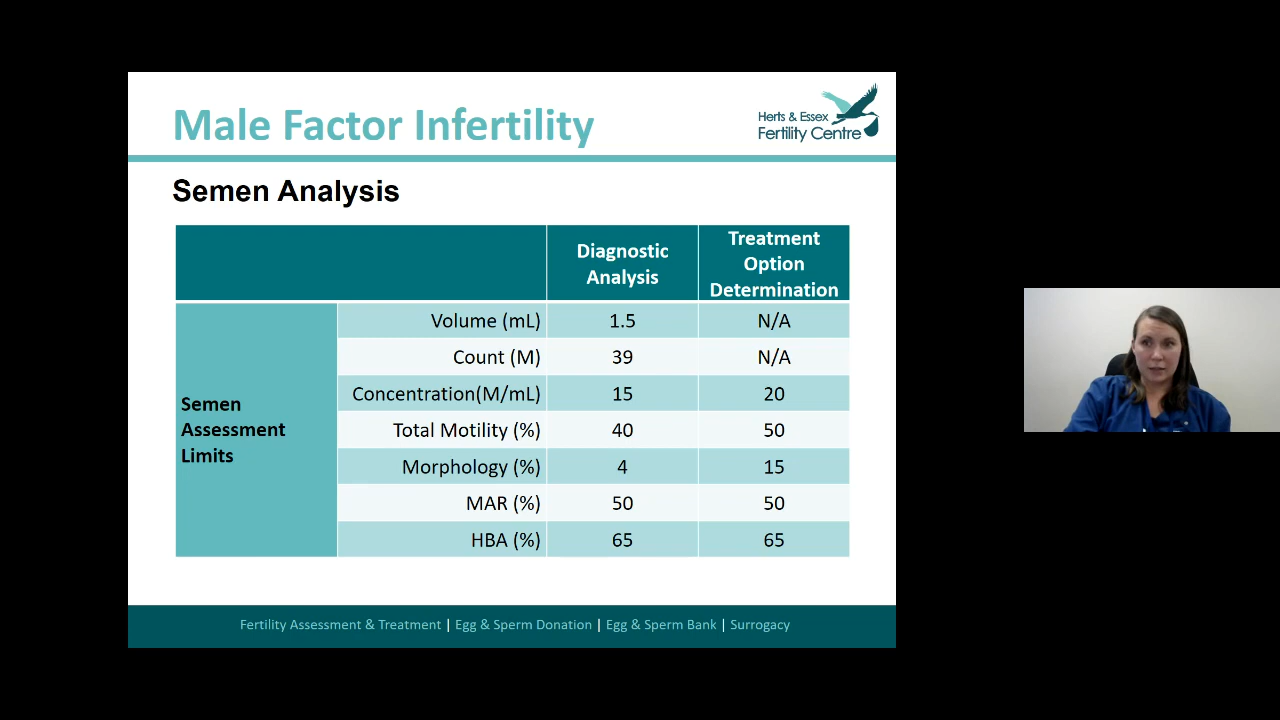 Male Factor Infertility
Herts & Essex
Fertility Centre
Semen Analysis
Diagnostic Analysis
Treatment Option Determination
Semen Assessment Limits
Volume (mL) 1.5 N/A
Count (M) 39 N/A
Concentration(M/mL) 15 20
Total Motility (%) 40 50
Morphology (%) 4 15
MAR (%) 50 50
HBA (%) 65 65
Fertility Assessment & Treatment | Egg & Sperm Donation | Egg & Sperm Bank | Surrogacy